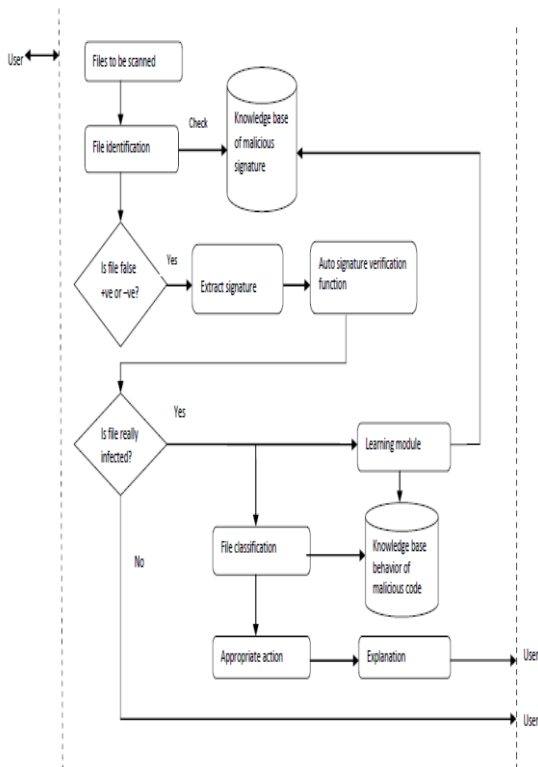 User
Files to be scanned
Check
Knowledge base
of malicious
signature
File identification
Is file false
+ve or –ve?
Yes
Extract signature
Auto signature verification
function
Is file really
infected?
Yes
Learning module
File classification
Knowledge base
behavior of
malicious code
No
Appropriate action
Explanation
User
User